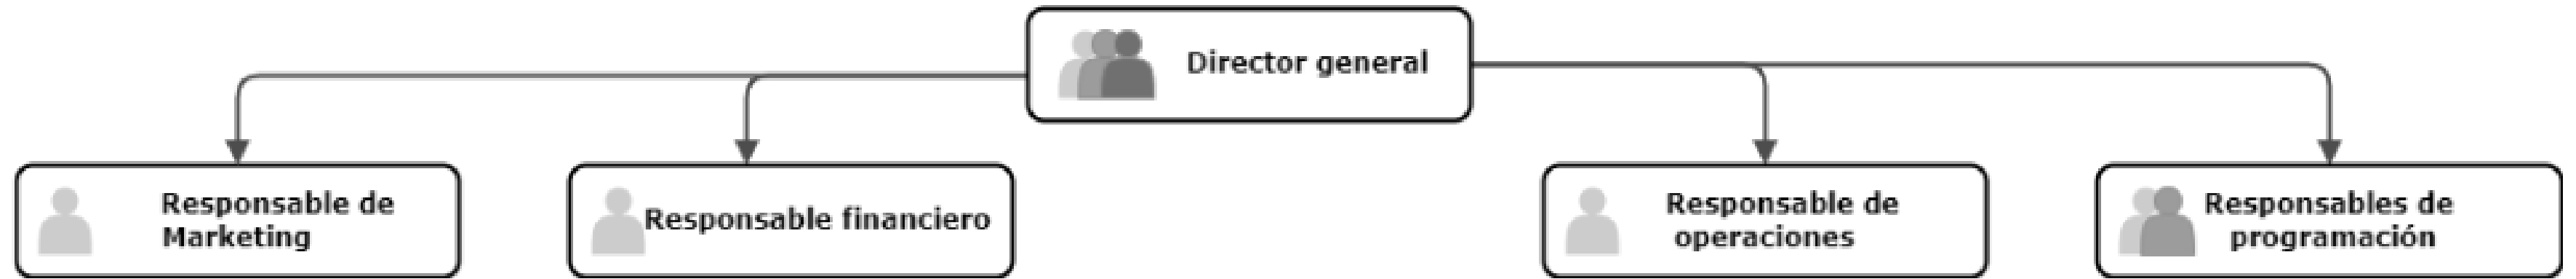 Director general
Responsable de
Marketing
Responsable financiero
Responsable de
operaciones
Responsables de
programación